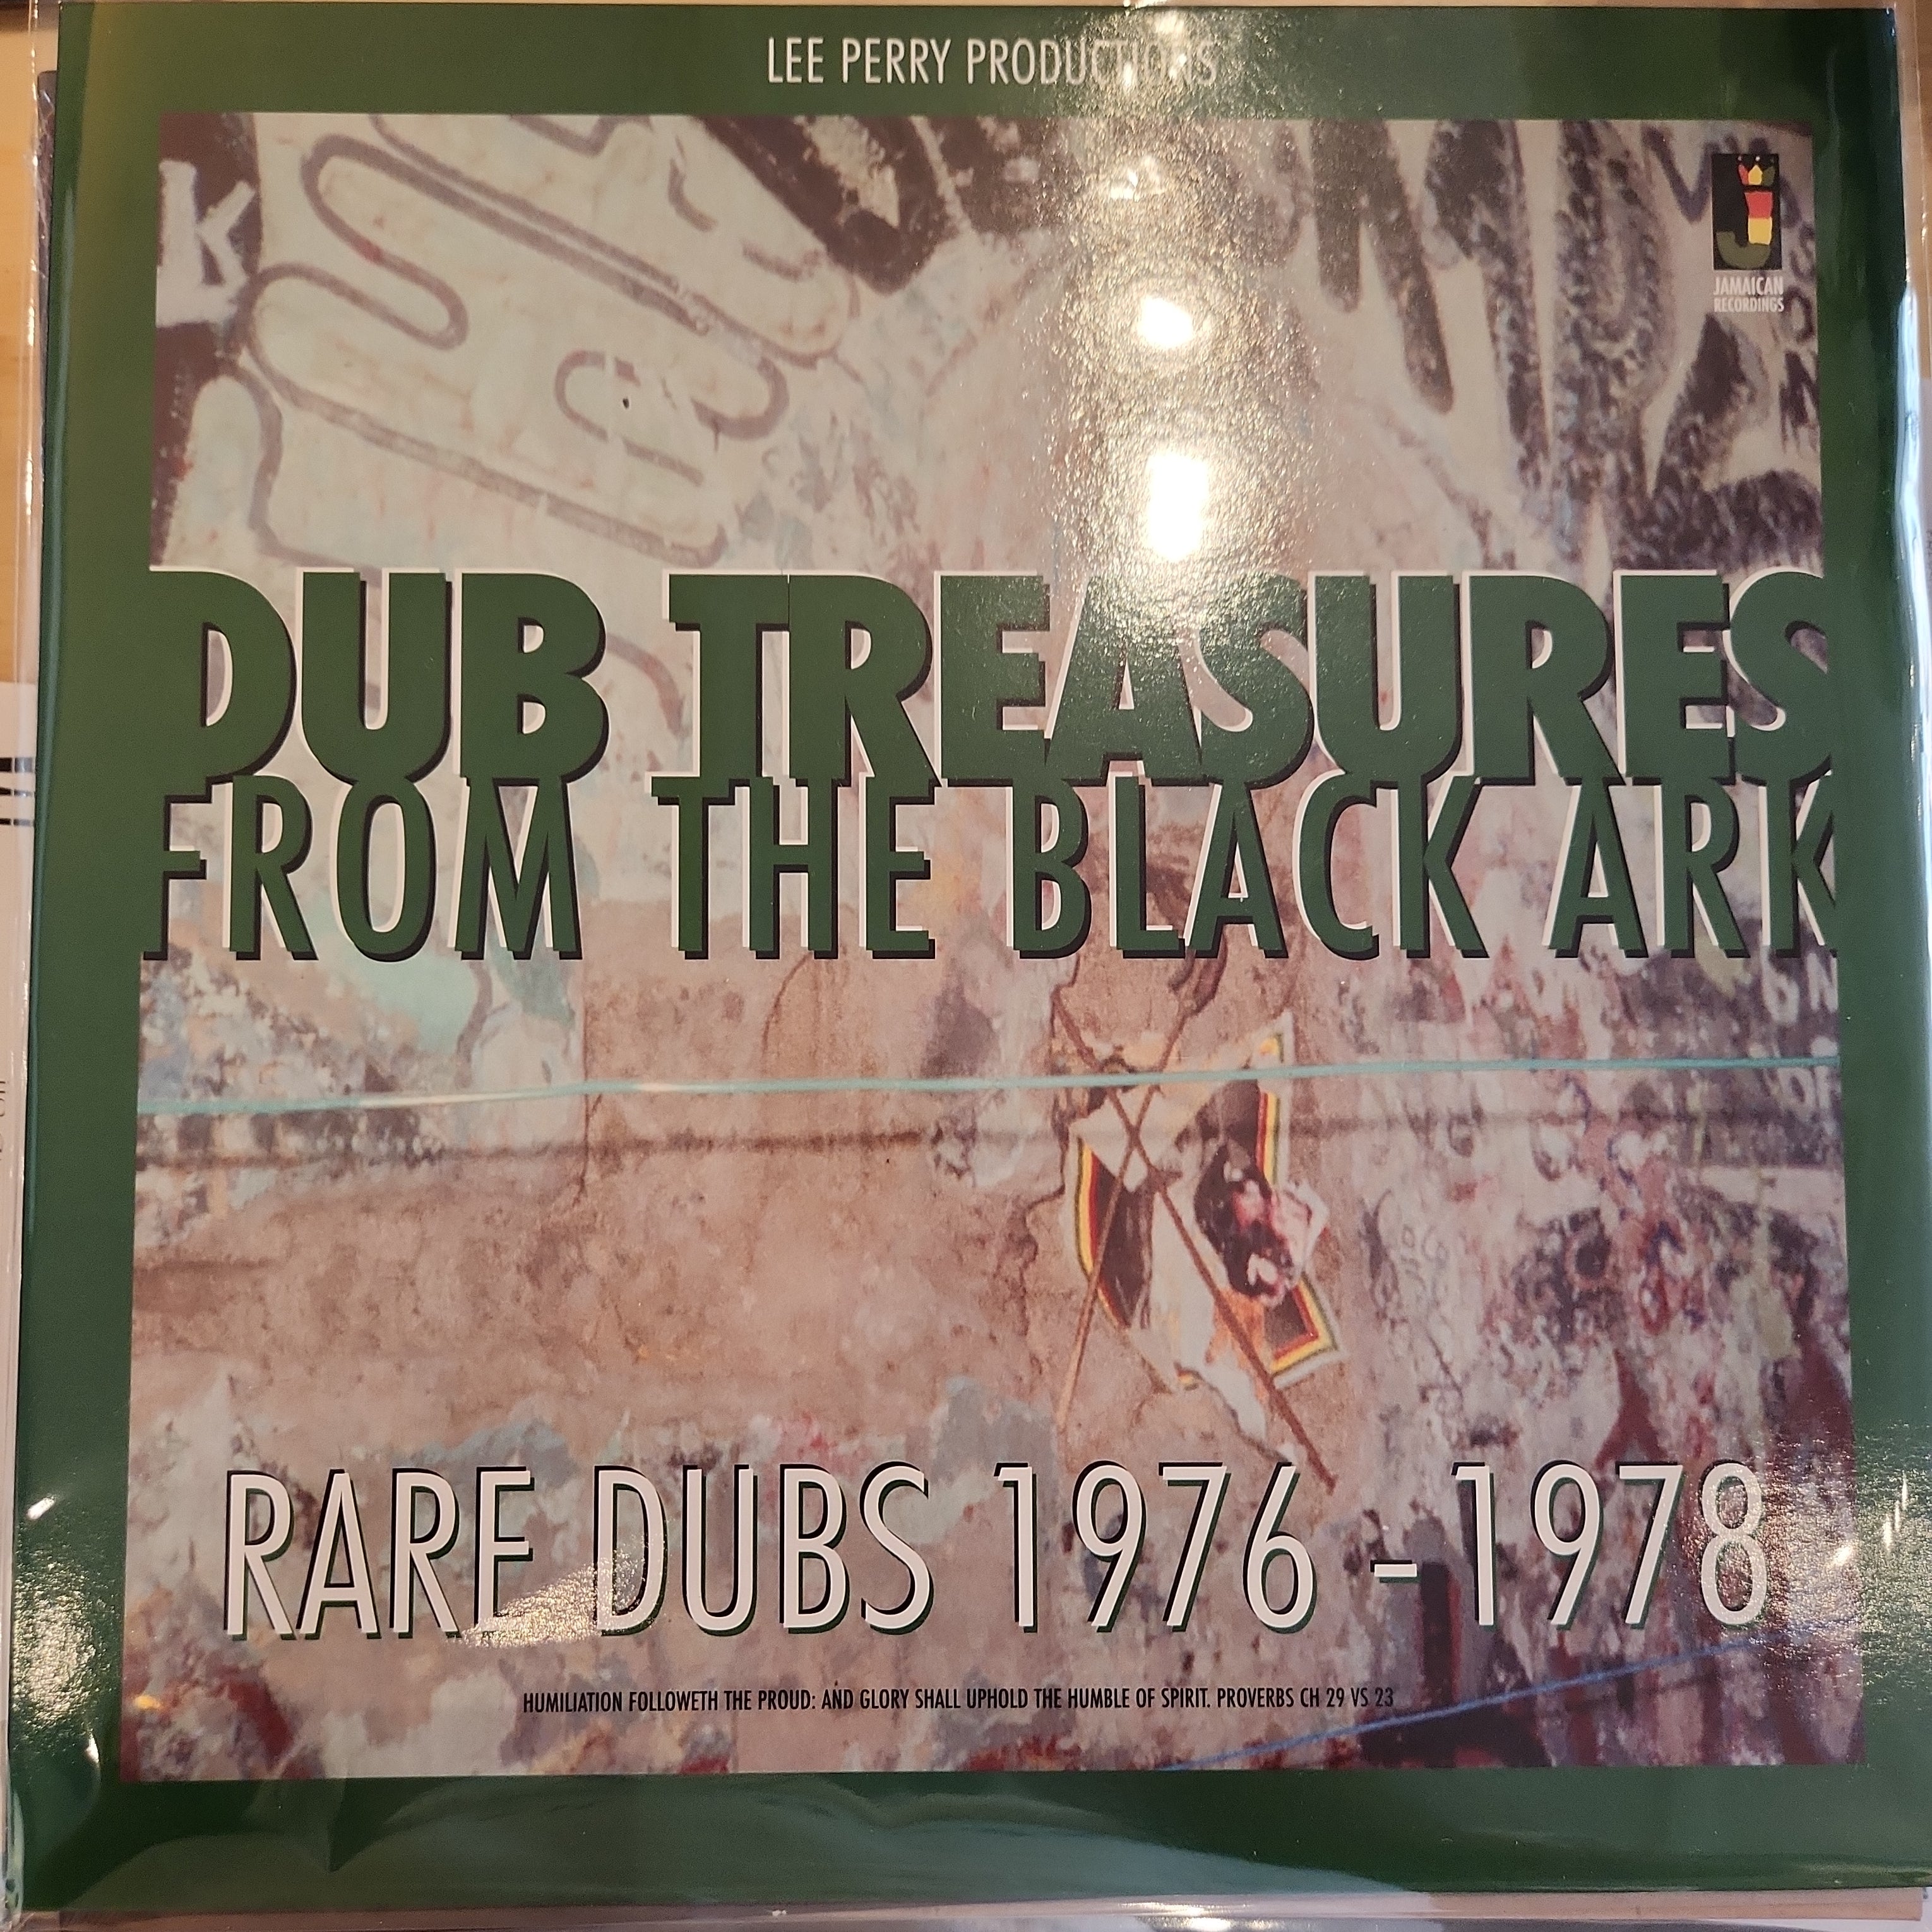 LEE PERRY PRODUCTIONS
K
JAMAICAN
RECORDINGS
DUB TREASURES
FROM THE BLACK ARK
RARE DUBS 1976 - 1978
HUMILIATION FOLLOWETH THE PROUD: AND GLORY SHALL UPHOLD THE HUMBLE OF SPIRIT. PROVERBS CH 29 VS 23